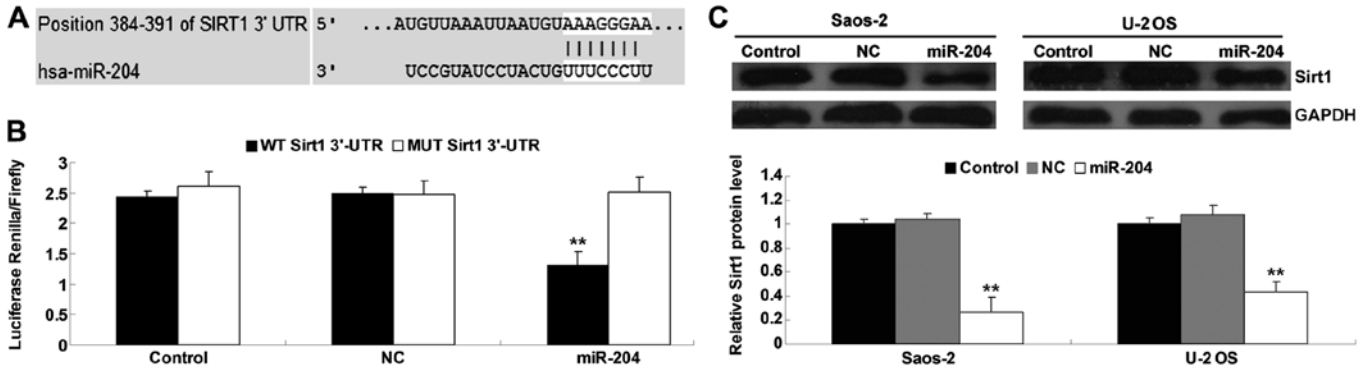 A
Position 384-391 of SIRT1 3' UTR 5' ...AUGUUAAAUUAAUGUAAAGGGAA...
hsa-miR-204 3' UCCGUAUCCUACUGUUUCCCUU
B
WT Sirt1 3'-UTR MUT Sirt1 3'-UTR
Luciferase Renilla/Firefly
3
2.5
2
1.5
1
0.5
0
**
Control NC miR-204
C
Saos-2 U-2OS
Control NC miR-204 Control NC miR-204
Sirt1
GAPDH
Control NC miR-204
Relative Sirt1 protein level
1.4
1.2
1
0.8
0.6
0.4
0.2
0
**
**
Saos-2 U-2 OS